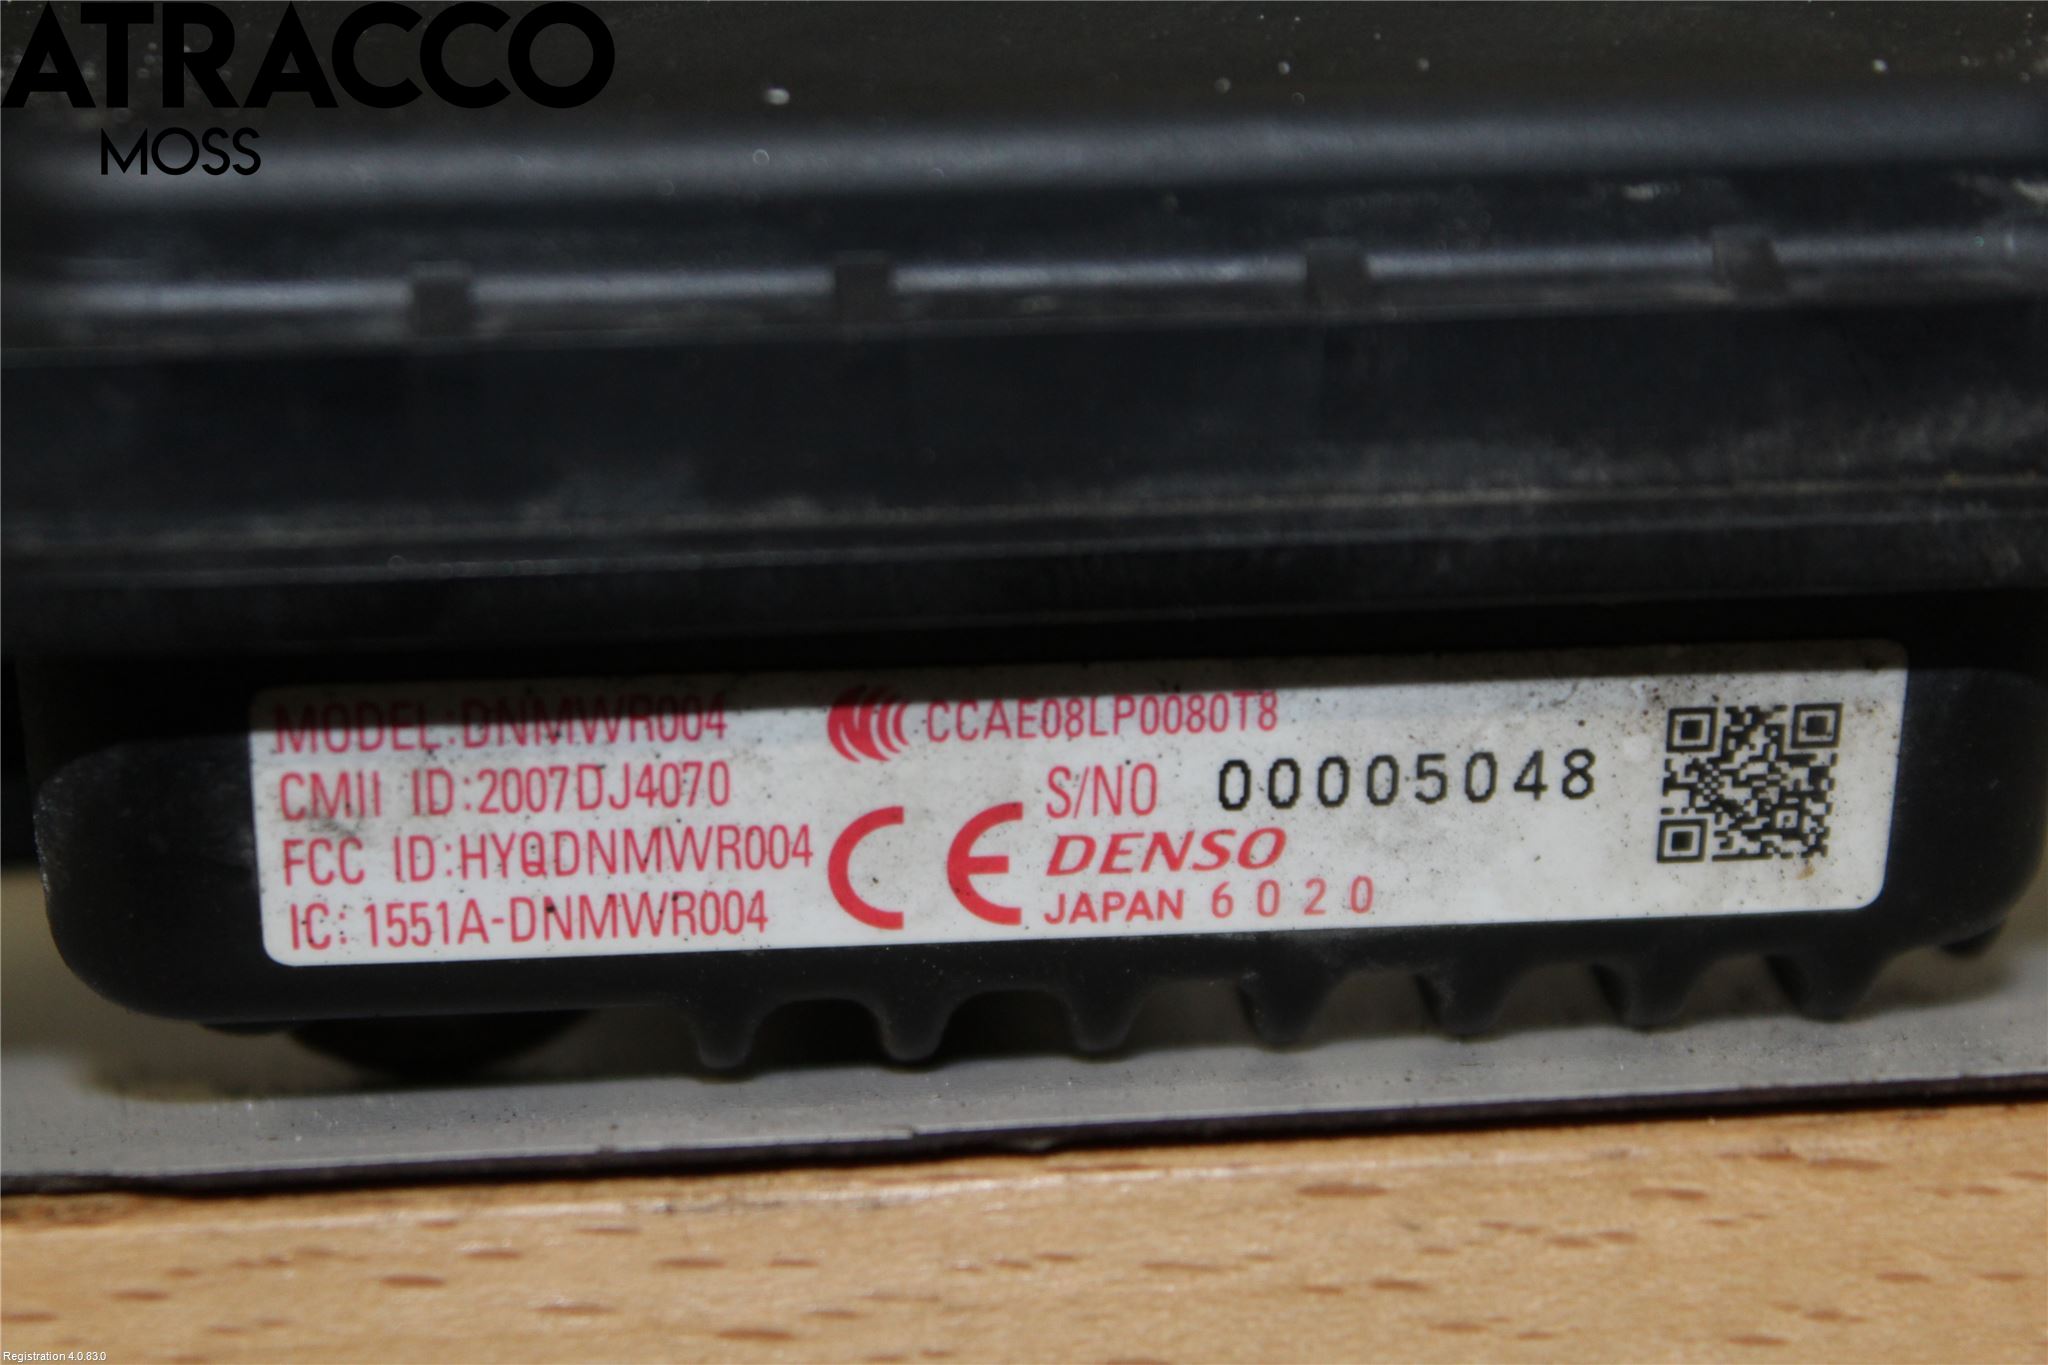 ATRACCO
MOSS
MODEL:DNMWR004
CCAE08LP0080T8
CMII ID:2007DJ4070
S/NO 00005048
FCC ID:HYQDNMWR004
CE
DENSO
IC:1551A-DNMWR004
JAPAN 6020
Registration 4.0.83.0